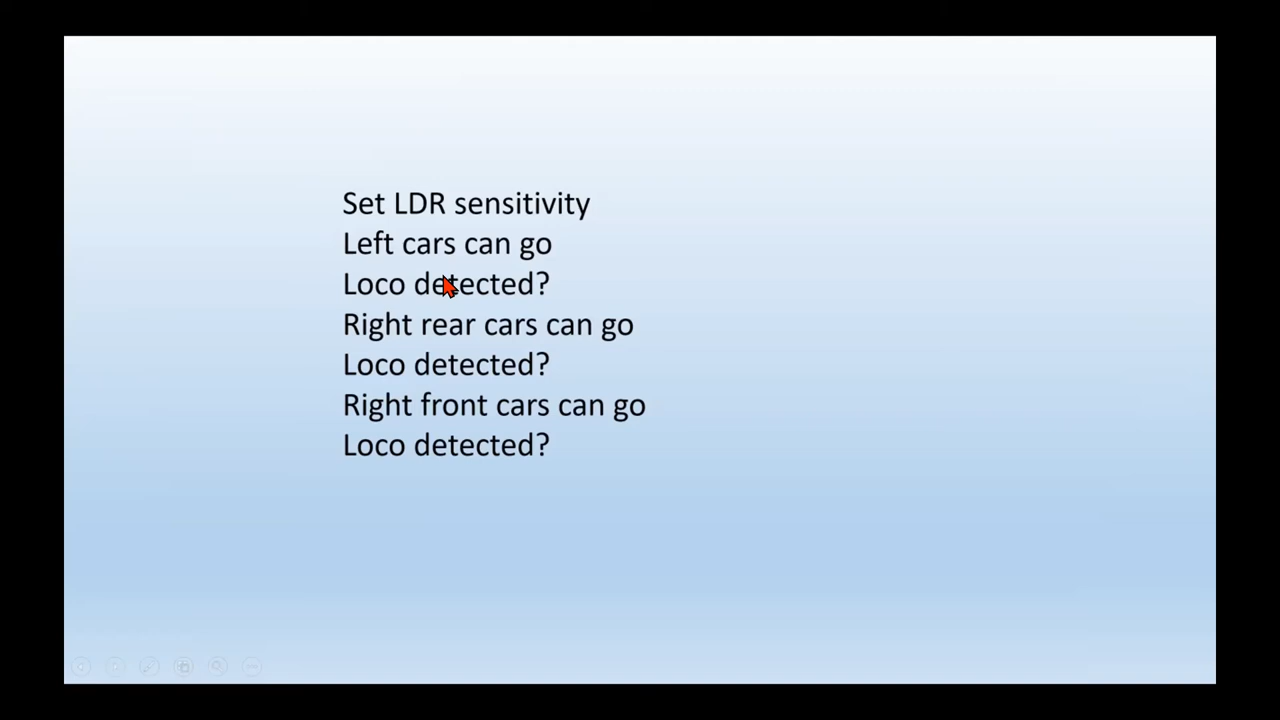 Set LDR sensitivity
Left cars can go
Loco detected?
Right rear cars can go
Loco detected?
Right front cars can go
Loco detected?